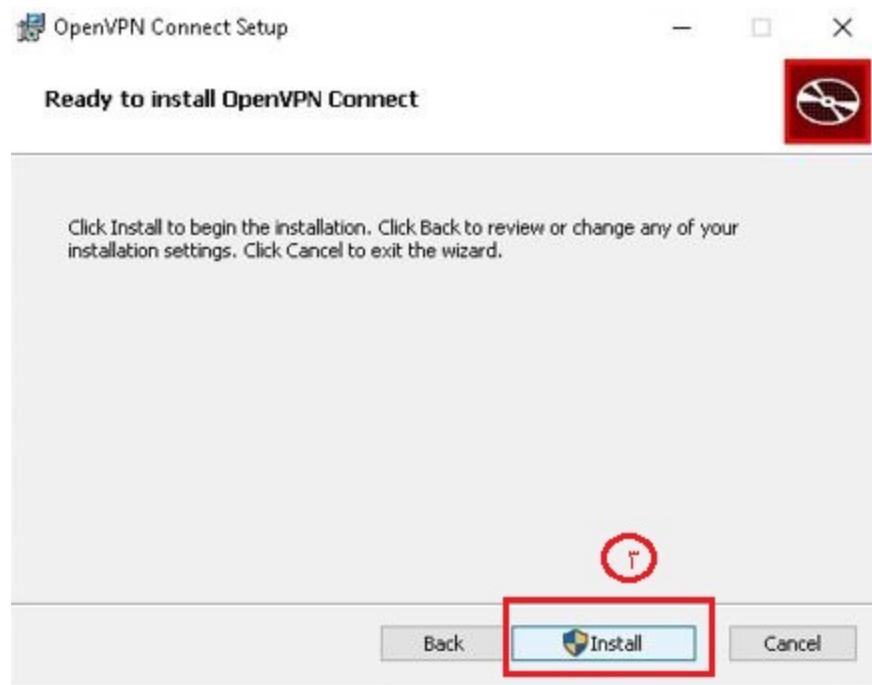 OpenVPN Connect Setup
Ready to install OpenVPN Connect
Click Install to begin the installation. Click Back to review or change any of your
installation settings. Click Cancel to exit the wizard.
۳
Back Install Cancel